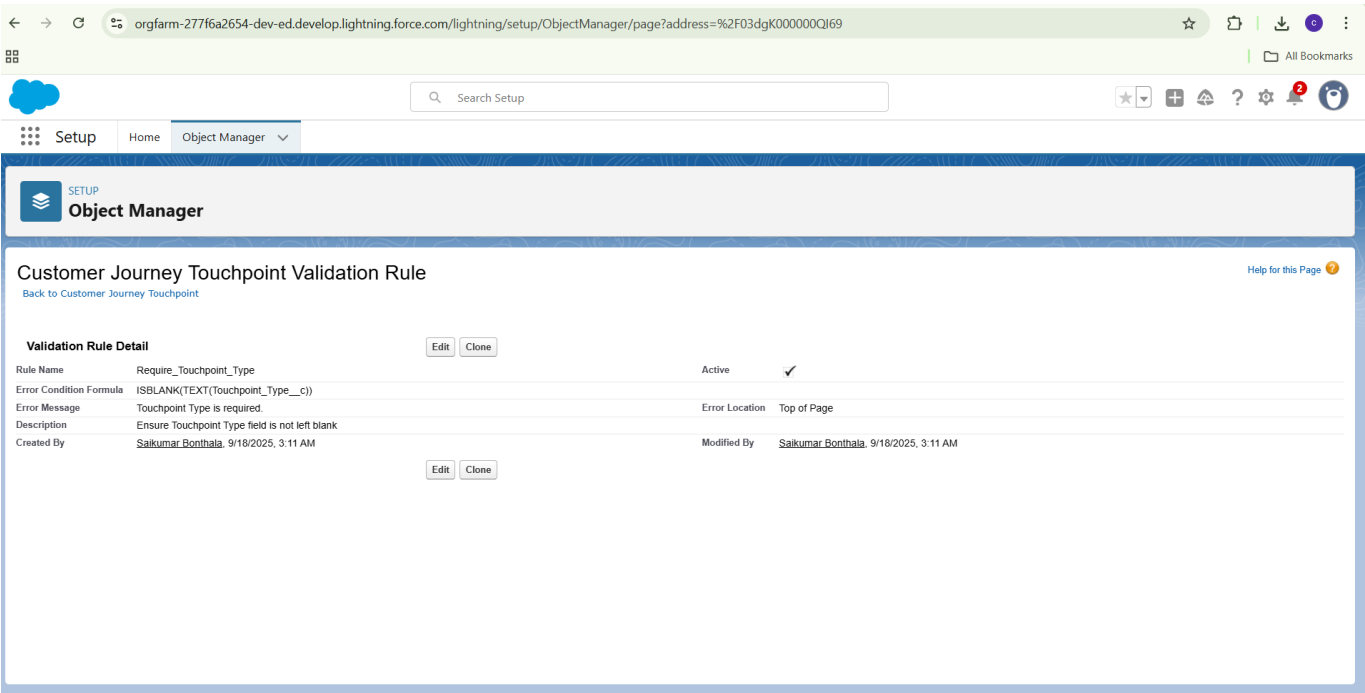 orgfarm-277f6a2654-dev-ed.develop.lightning.force.com/lightning/setup/ObjectManager/page?address=%2F03dgK000000QI69
C
All Bookmarks
Search Setup
2
Setup Home Object Manager
SETUP
Object Manager
Customer Journey Touchpoint Validation Rule
Help for this Page ?
Back to Customer Journey Touchpoint
Validation Rule Detail Edit Clone
Rule Name Require_Touchpoint_Type Active ✓
Error Condition Formula ISBLANK(TEXT(Touchpoint_Type__c))
Error Message Touchpoint Type is required. Error Location Top of Page
Description Ensure Touchpoint Type field is not left blank
Created By Saikumar Bonthala, 9/18/2025, 3:11 AM Modified By Saikumar Bonthala, 9/18/2025, 3:11 AM
Edit Clone